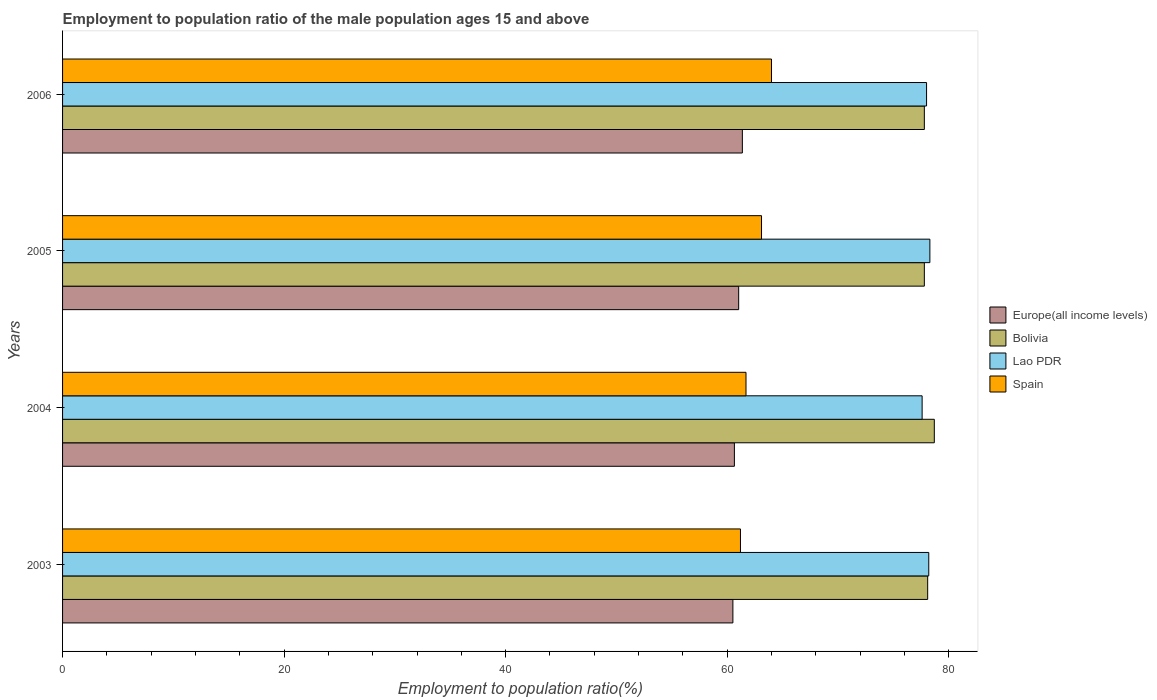 Employment to population ratio of the male population ages 15 and above
2006
2005
2004
2003
Years
0
20
40
60
80
Employment to population ratio(%)
Europe(all income levels)
Bolivia
Lao PDR
Spain